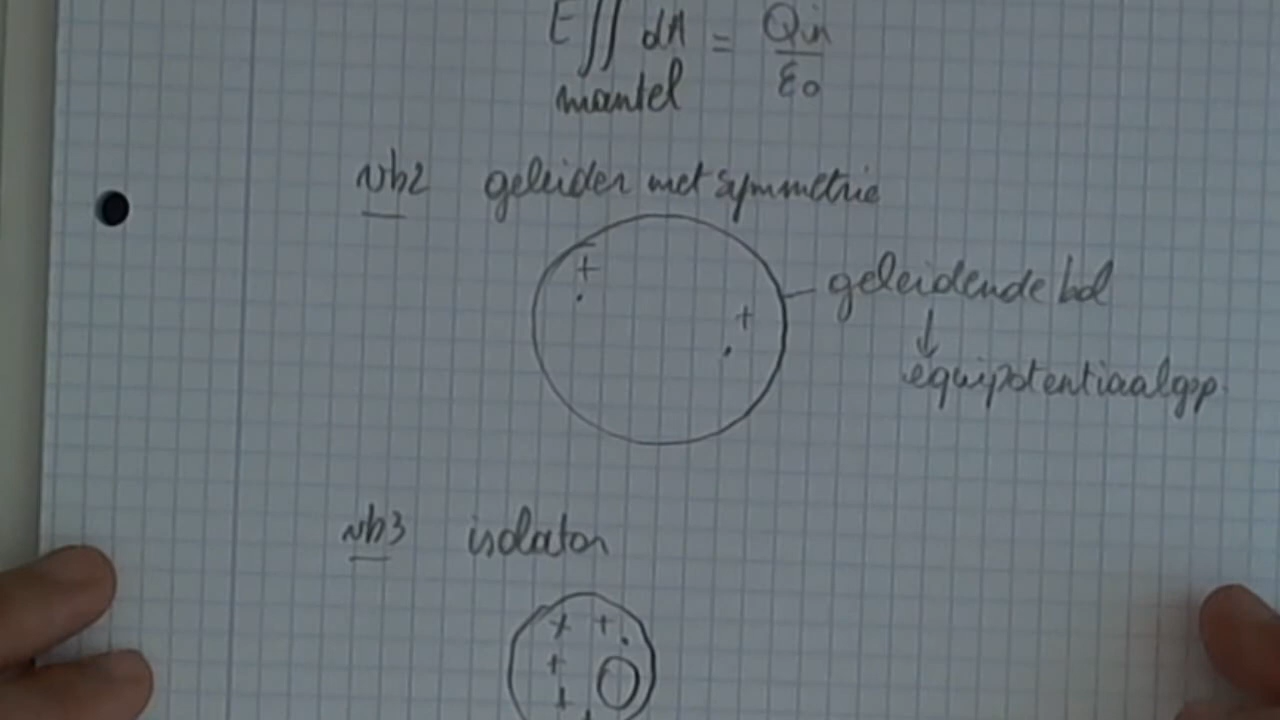 E∬ dA = Qin/ε0
mantel
vb2 geleider met symmetrie
+
+
geleidende bol
↓
equipotentiaalopp.
vb3 isolator
+ +
+
+